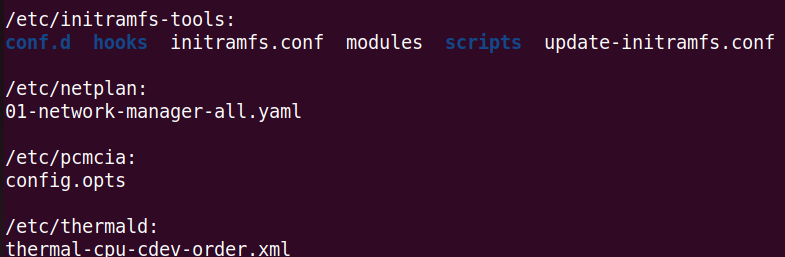 /etc/initramfs-tools:
conf.d hooks initramfs.conf modules scripts update-initramfs.conf
/etc/netplan:
01-network-manager-all.yaml
/etc/pcmcia:
config.opts
/etc/thermald:
thermal-cpu-cdev-order.xml